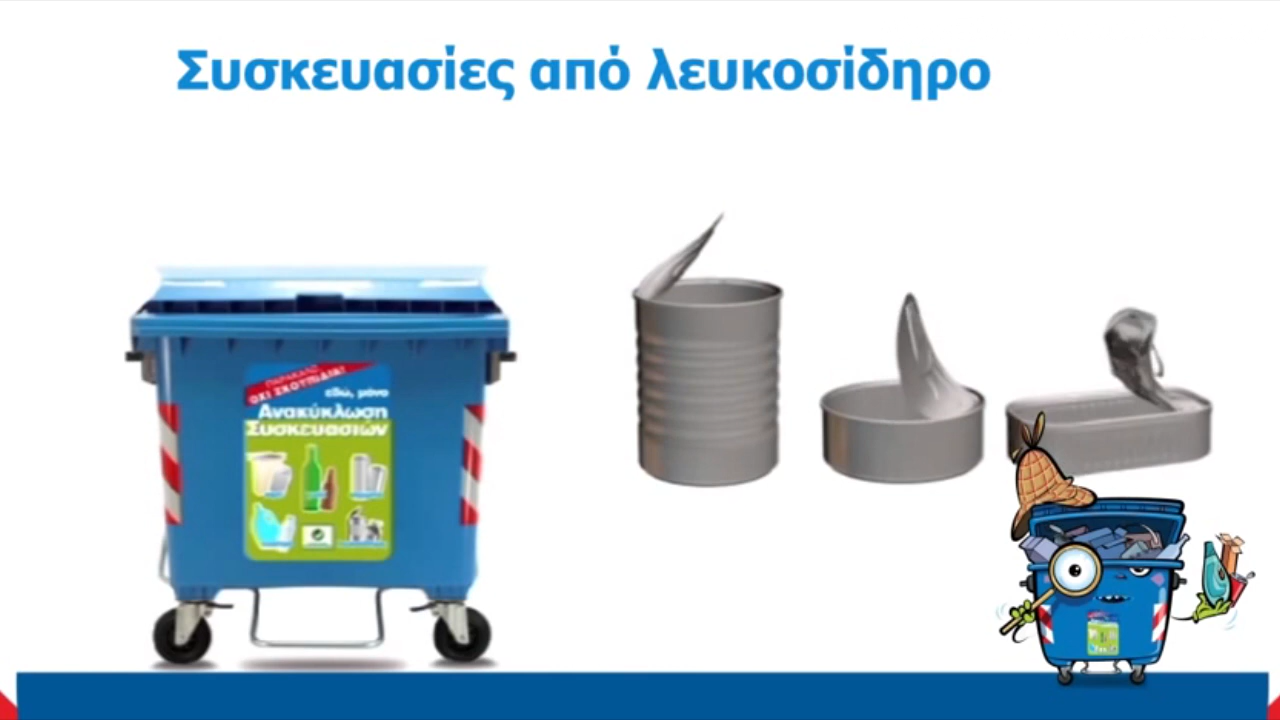 Συσκευασίες από λευκοσίδηρο
ΠΑΡΑΚΑΛΩ
ΟΧΙ ΣΚΟΥΠΙΔΙΑ!
εδώ, μόνο
Ανακύκλωση
Συσκευασιών